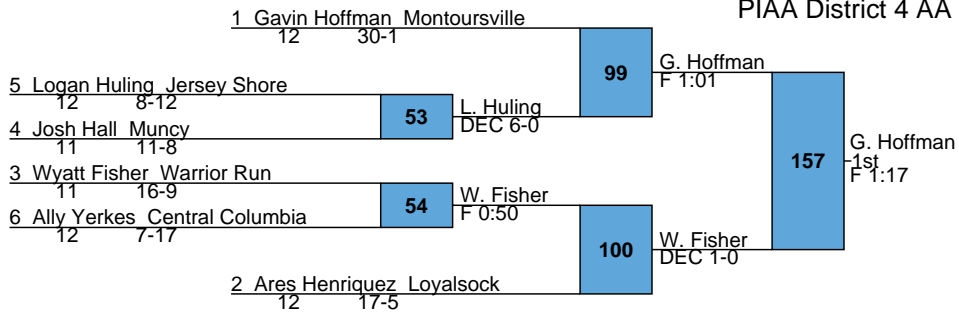 PIAA District 4 AA
1 Gavin Hoffman Montoursville
12 30-1
99
G. Hoffman
F 1:01
5 Logan Huling Jersey Shore
12 8-12
53
L. Huling
DEC 6-0
4 Josh Hall Muncy
11 11-8
157
G. Hoffman
1st
F 1:17
3 Wyatt Fisher Warrior Run
11 16-9
54
W. Fisher
F 0:50
6 Ally Yerkes Central Columbia
12 7-17
100
W. Fisher
DEC 1-0
2 Ares Henriquez Loyalsock
12 17-5